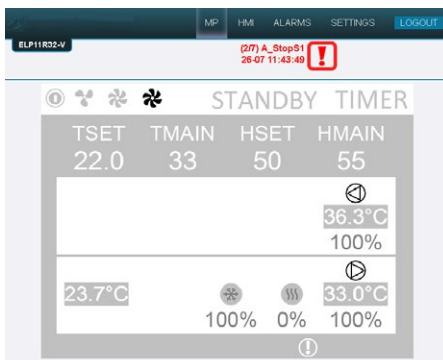 MP HMI ALARMS SETTINGS LOGOUT
ELP11R32-V
(2/7) A_StopS1
26-07 11:43:49
STANDBY TIMER
TSET TMAIN HSET HMAIN
22.0 33 50 55
36.3°C
100%
23.7°C 33.0°C
100% 0% 100%